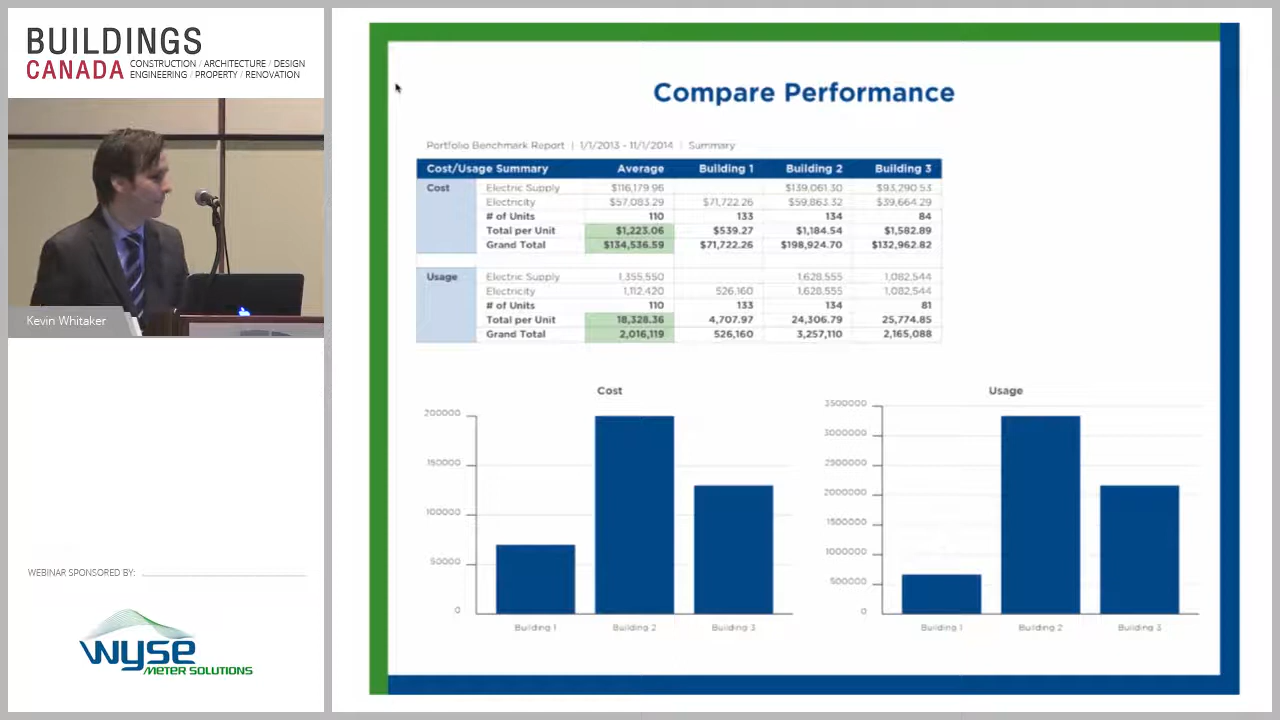 BUILDINGS
CANADA CONSTRUCTION / ARCHITECTURE / DESIGN
ENGINEERING / PROPERTY / RENOVATION
Kevin Whitaker
WEBINAR SPONSORED BY:
wyse
METER SOLUTIONS
Compare Performance
Portfolio Benchmark Report | 1/1/2013 - 11/1/2014 | Summary
Cost/Usage Summary Average Building 1 Building 2 Building 3
Cost Electric Supply $116,179.96 $139,061.30 $93,290.53
Electricity $57,083.29 $71,722.26 $59,863.32 $39,664.29
# of Units 110 133 134 84
Total per Unit $1,223.06 $539.27 $1,184.54 $1,582.89
Grand Total $134,536.59 $71,722.26 $198,924.70 $132,962.82
Usage Electric Supply 1,355,550 1,628,555 1,082,544
Electricity 1,112,420 526,160 1,628,555 1,082,544
# of Units 110 133 134 81
Total per Unit 18,328.36 4,707.97 24,306.79 25,774.85
Grand Total 2,016,119 526,160 3,257,110 2,165,088
Cost
200000
150000
100000
50000
0
Building 1 Building 2 Building 3
Usage
3500000
3000000
2500000
2000000
1500000
1000000
500000
0
Building 1 Building 2 Building 3